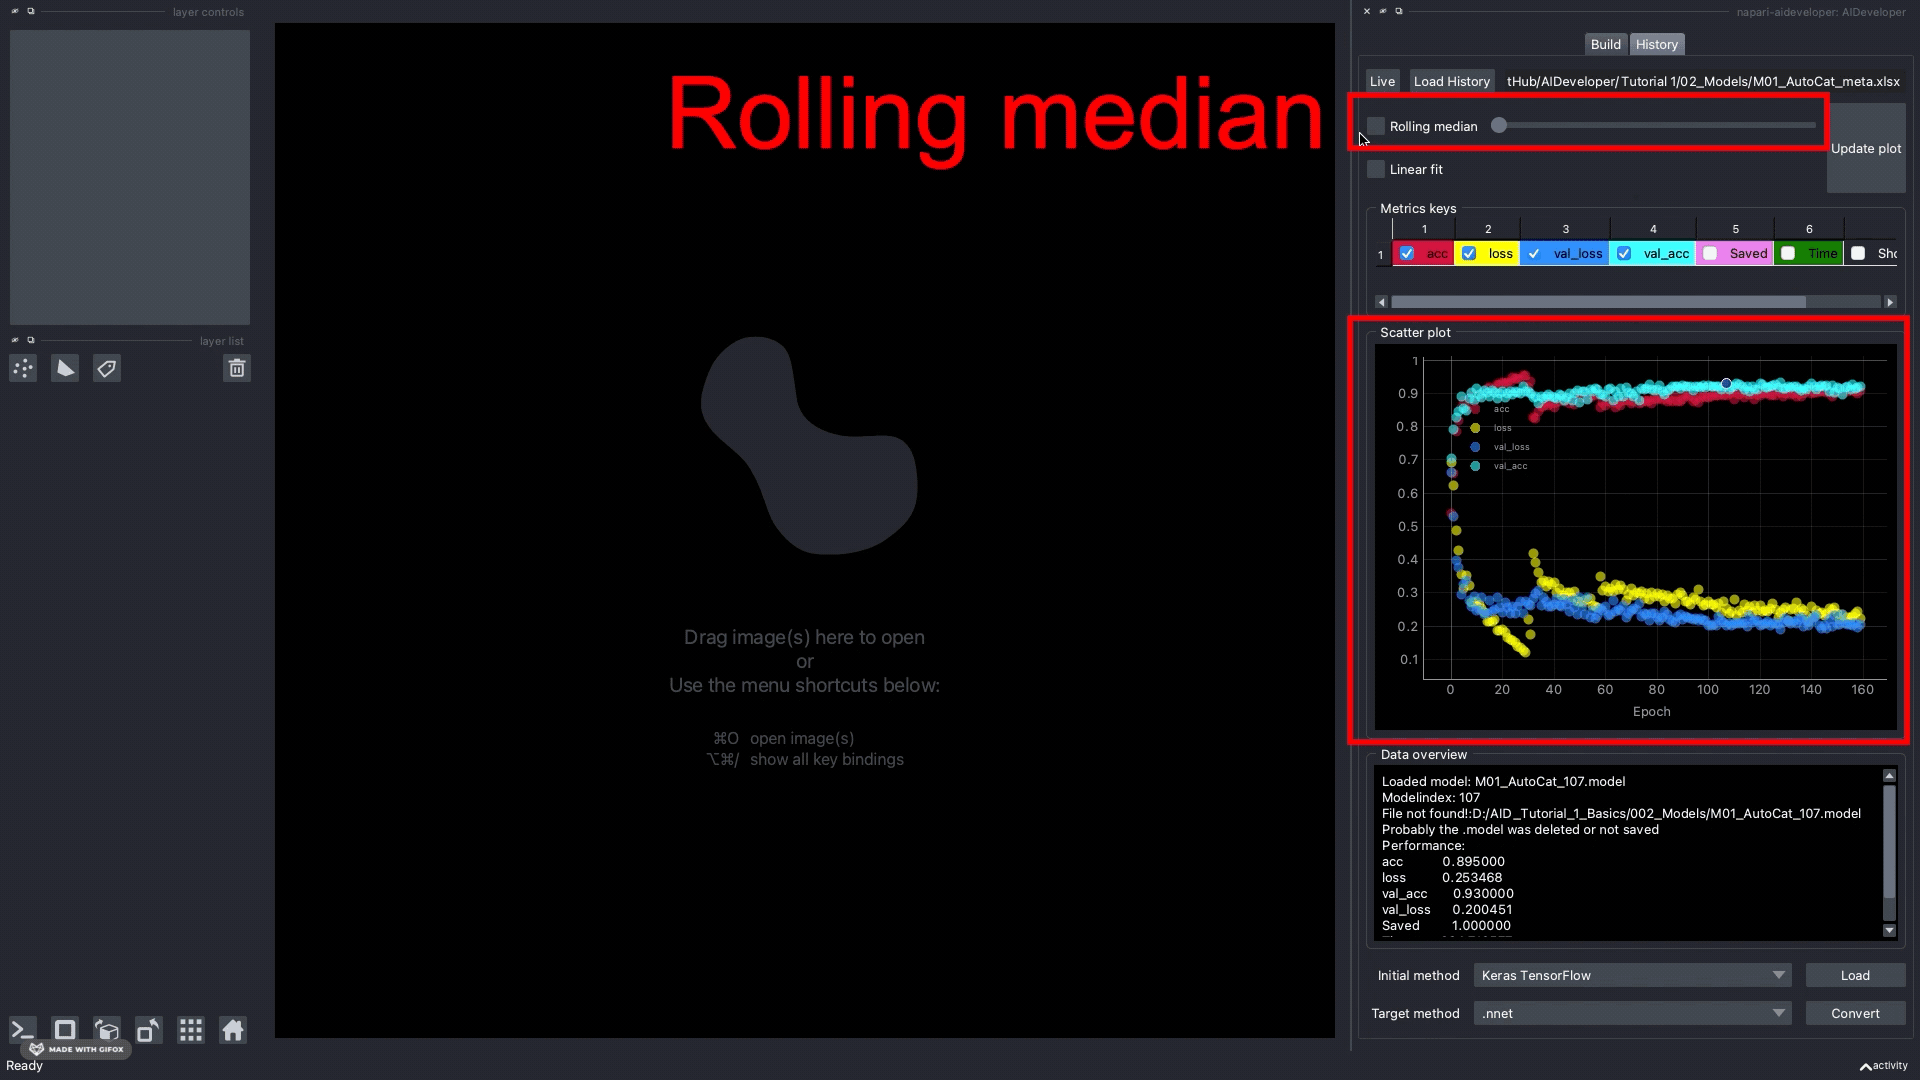 layer controls
napari-aideveloper: AIDeveloper
Build History
Live Load History tHub/AIDeveloper/Tutorial 1/02_Models/M01_AutoCat_meta.xlsx
Rolling median
Rolling median
Update plot
Linear fit
Metrics keys
1 2 3 4 5 6
1 acc loss val_loss val_acc Saved Time Sho
layer list
Scatter plot
1
0.9
0.8
0.7
0.6
0.5
0.4
0.3
0.2
0.1
acc
loss
val_loss
val_acc
0 20 40 60 80 100 120 140 160
Epoch
Drag image(s) here to open
or
Use the menu shortcuts below:
⌘O open image(s)
⌥⌘/ show all key bindings
Data overview
Loaded model: M01_AutoCat_107.model
Modelindex: 107
File not found!:D:/AID_Tutorial_1_Basics/002_Models/M01_AutoCat_107.model
Probably the .model was deleted or not saved
Performance:
acc 0.895000
loss 0.253468
val_acc 0.930000
val_loss 0.200451
Saved 1.000000
Initial method Keras TensorFlow Load
Target method .nnet Convert
MADE WITH GIFOX
Ready
activity